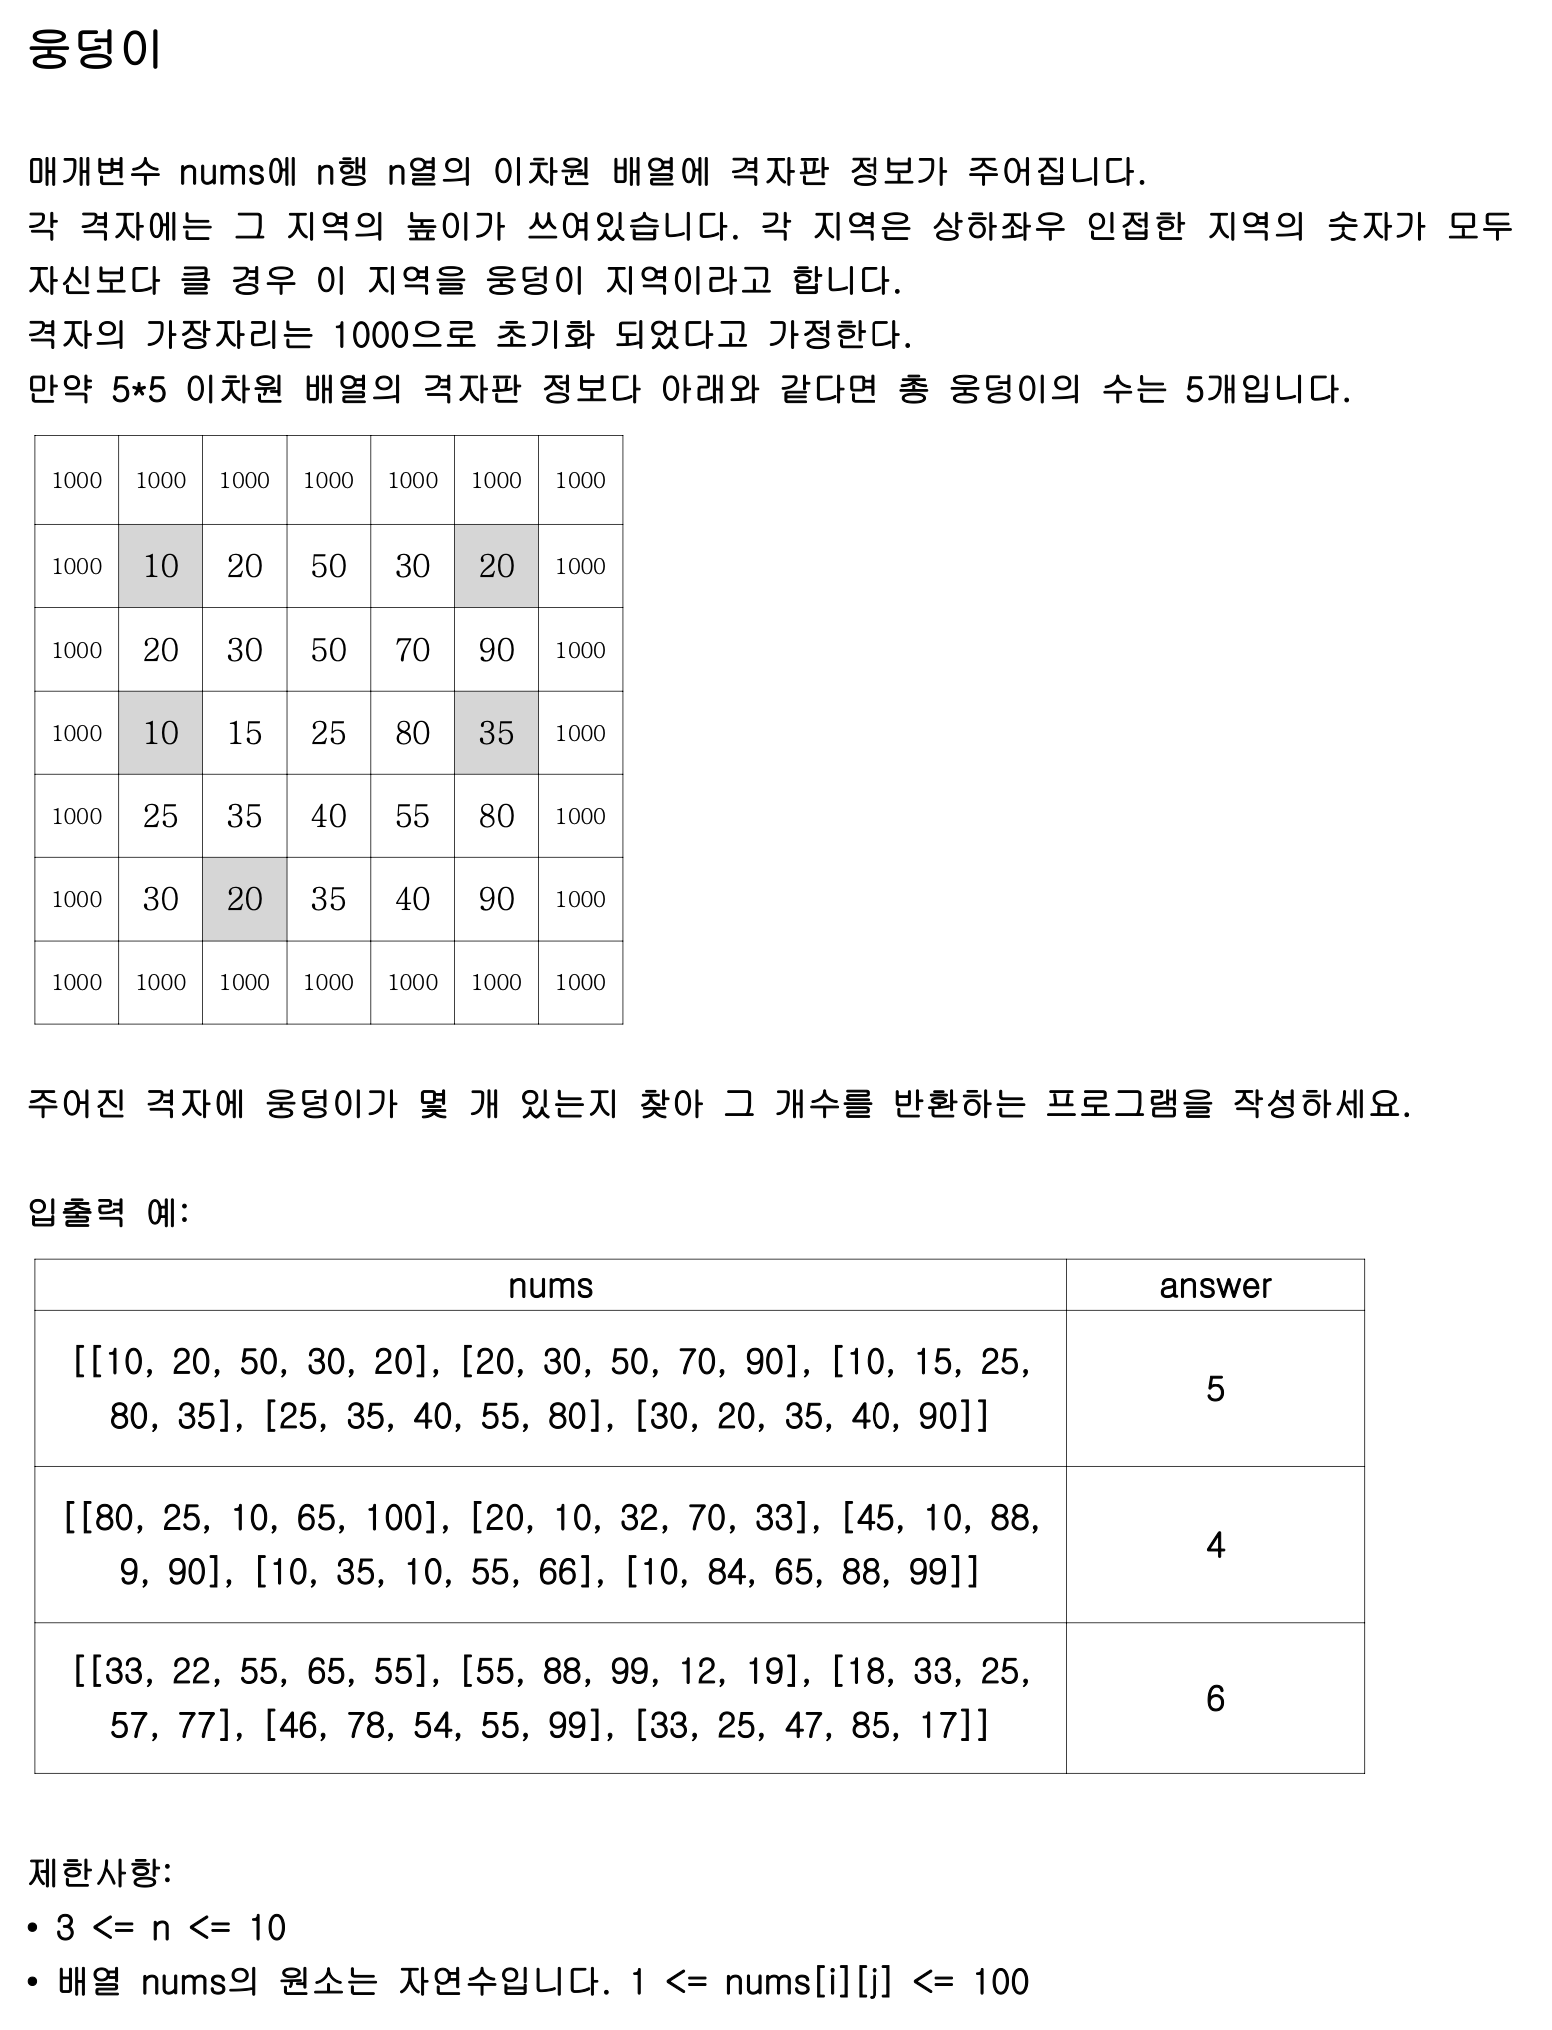 웅덩이
매개변수 nums에 n행 n열의 이차원 배열에 격자판 정보가 주어집니다.
각 격자에는 그 지역의 높이가 쓰여있습니다. 각 지역은 상하좌우 인접한 지역의 숫자가 모두
자신보다 클 경우 이 지역을 웅덩이 지역이라고 합니다.
격자의 가장자리는 1000으로 초기화 되었다고 가정한다.
만약 5*5 이차원 배열의 격자판 정보다 아래와 같다면 총 웅덩이의 수는 5개입니다.
1000 1000 1000 1000 1000 1000 1000
1000 10 20 50 30 20 1000
1000 20 30 50 70 90 1000
1000 10 15 25 80 35 1000
1000 25 35 40 55 80 1000
1000 30 20 35 40 90 1000
1000 1000 1000 1000 1000 1000 1000
주어진 격자에 웅덩이가 몇 개 있는지 찾아 그 개수를 반환하는 프로그램을 작성하세요.
입출력 예:
nums answer
[[10, 20, 50, 30, 20], [20, 30, 50, 70, 90], [10, 15, 25,
80, 35], [25, 35, 40, 55, 80], [30, 20, 35, 40, 90]]
5
[[80, 25, 10, 65, 100], [20, 10, 32, 70, 33], [45, 10, 88,
9, 90], [10, 35, 10, 55, 66], [10, 84, 65, 88, 99]]
4
[[33, 22, 55, 65, 55], [55, 88, 99, 12, 19], [18, 33, 25,
57, 77], [46, 78, 54, 55, 99], [33, 25, 47, 85, 17]]
6
제한사항:
• 3 <= n <= 10
• 배열 nums의 원소는 자연수입니다. 1 <= nums[i][j] <= 100